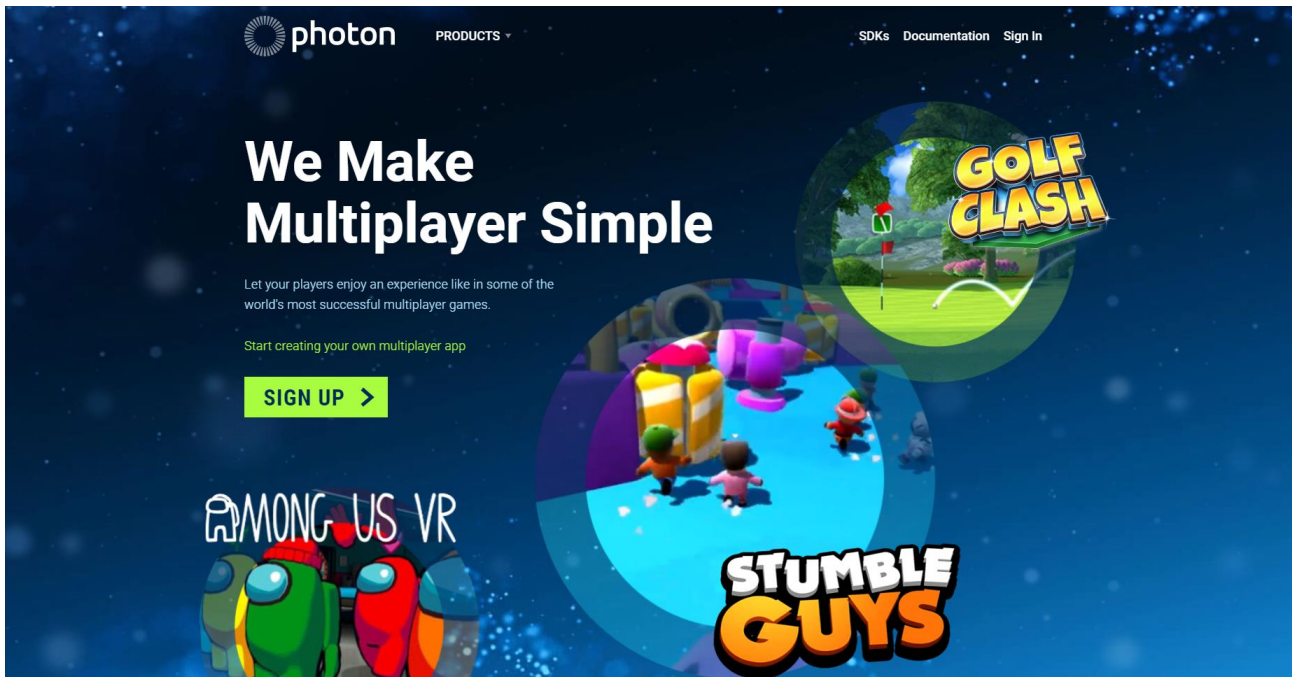 photon
PRODUCTS
SDKs Documentation Sign In
We Make
Multiplayer Simple
Let your players enjoy an experience like in some of the
world's most successful multiplayer games.
Start creating your own multiplayer app
SIGN UP
GOLF
CLASH
AMONG US VR
STUMBLE
GUYS